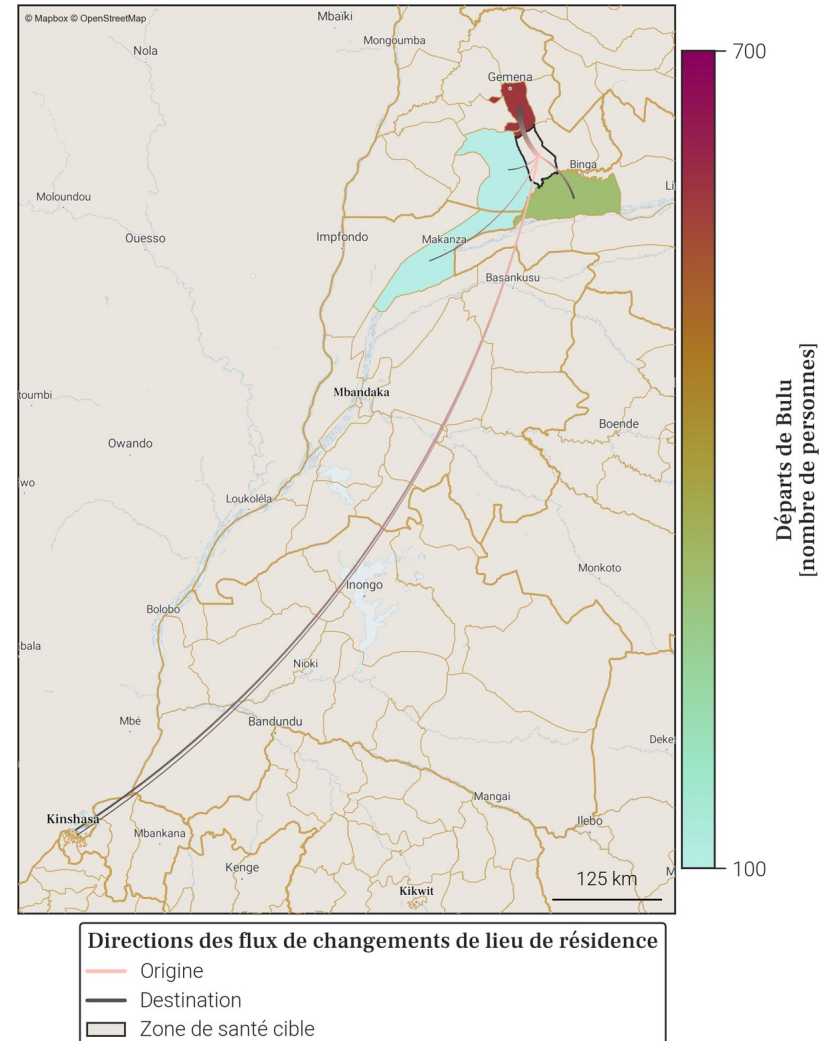 © Mapbox © OpenStreetMap
Mbaïki
Nola
Mongoumba
Gemena
Binga
Moloundou
Li
Ouesso
Impfondo
Makanza
Basankusu
Mbandaka
toumbi
Boende
Owando
wo
Loukoléla
Monkoto
Inongo
Bolobo
bala
Nioki
Mbé
Bandundu
Deke
Mangai
Kinshasa
Mbankana
Ilebo
Kenge
M
Kikwit
125 km
700
100
Départs de Bulu
[nombre de personnes]
Directions des flux de changements de lieu de résidence
Origine
Destination
Zone de santé cible